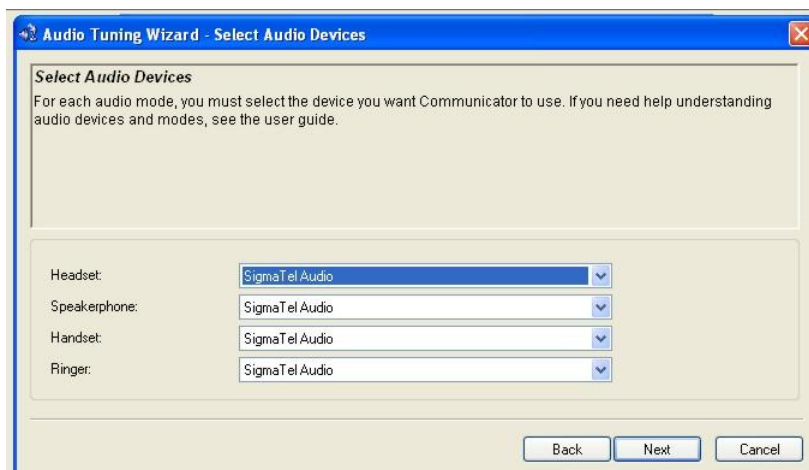 Audio Tuning Wizard - Select Audio Devices
Select Audio Devices
For each audio mode, you must select the device you want Communicator to use. If you need help understanding
audio devices and modes, see the user guide.
Headset: SigmaTel Audio
Speakerphone: SigmaTel Audio
Handset: SigmaTel Audio
Ringer: SigmaTel Audio
Back Next Cancel